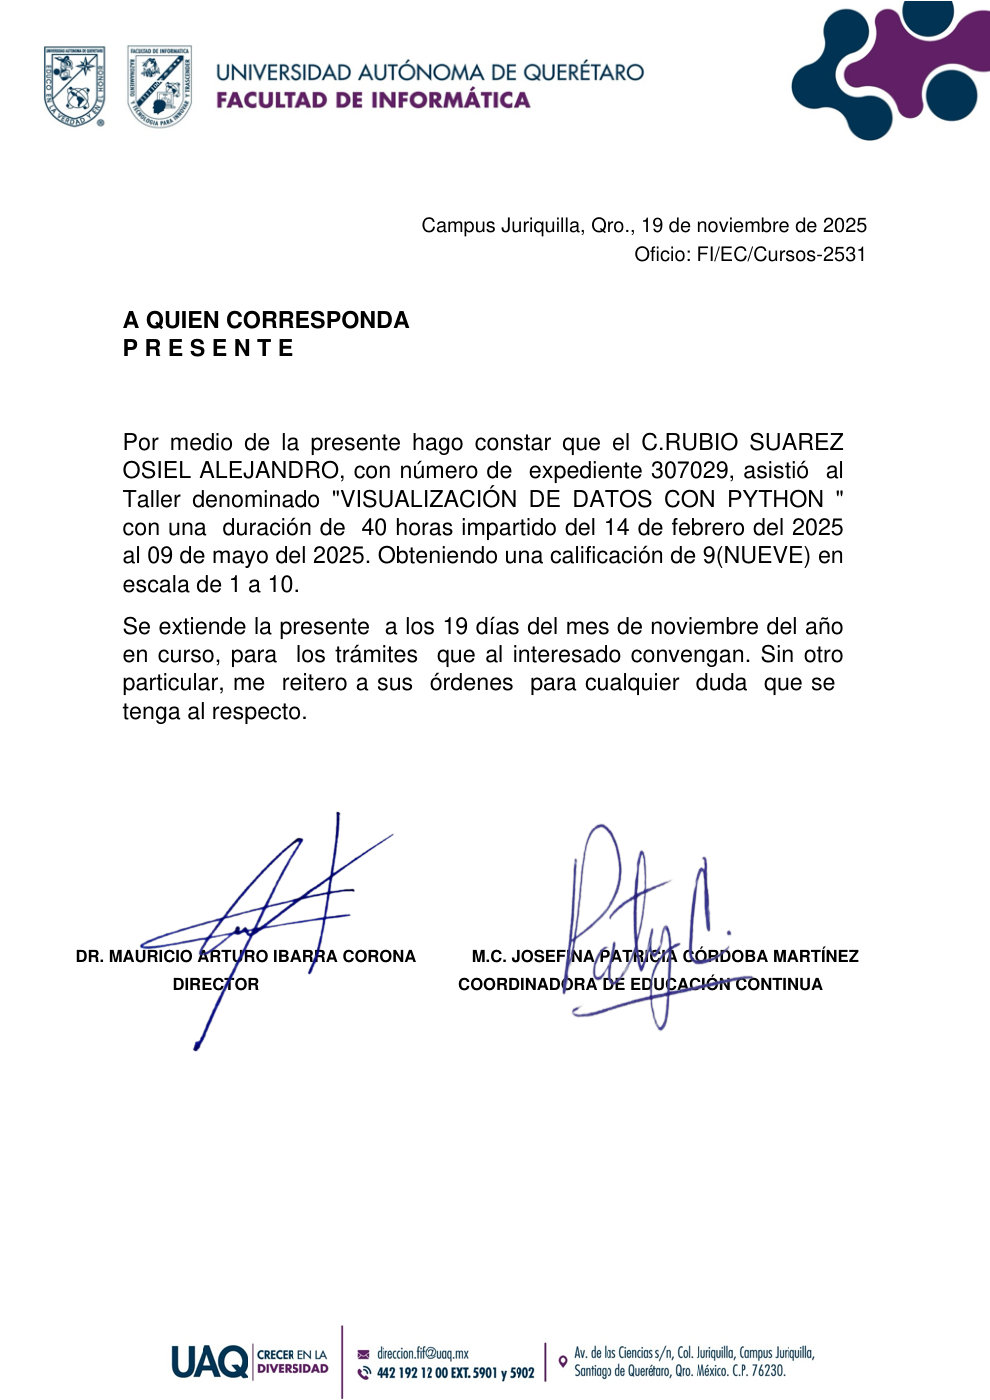 UNIVERSIDAD AUTÓNOMA DE QUERÉTARO
FACULTAD DE INFORMÁTICA
Campus Juriquilla, Qro., 19 de noviembre de 2025
Oficio: FI/EC/Cursos-2531
A QUIEN CORRESPONDA
P R E S E N T E
Por medio de la presente hago constar que el C.RUBIO SUAREZ
OSIEL ALEJANDRO, con número de expediente 307029, asistió al
Taller denominado "VISUALIZACIÓN DE DATOS CON PYTHON "
con una duración de 40 horas impartido del 14 de febrero del 2025
al 09 de mayo del 2025. Obteniendo una calificación de 9(NUEVE) en
escala de 1 a 10.
Se extiende la presente a los 19 días del mes de noviembre del año
en curso, para los trámites que al interesado convengan. Sin otro
particular, me reitero a sus órdenes para cualquier duda que se
tenga al respecto.
Paty C.
DR. MAURICIO ARTURO IBARRA CORONA
DIRECTOR
M.C. JOSEFINA PATRICIA CÓRDOBA MARTÍNEZ
COORDINADORA DE EDUCACIÓN CONTINUA
UAQ CRECER EN LA DIVERSIDAD
direccion.fif@uaq.mx
442 192 12 00 EXT. 5901 y 5902
Av. de las Ciencias s/n, Col. Juriquilla, Campus Juriquilla,
Santiago de Querétaro, Qro. México. C.P. 76230.